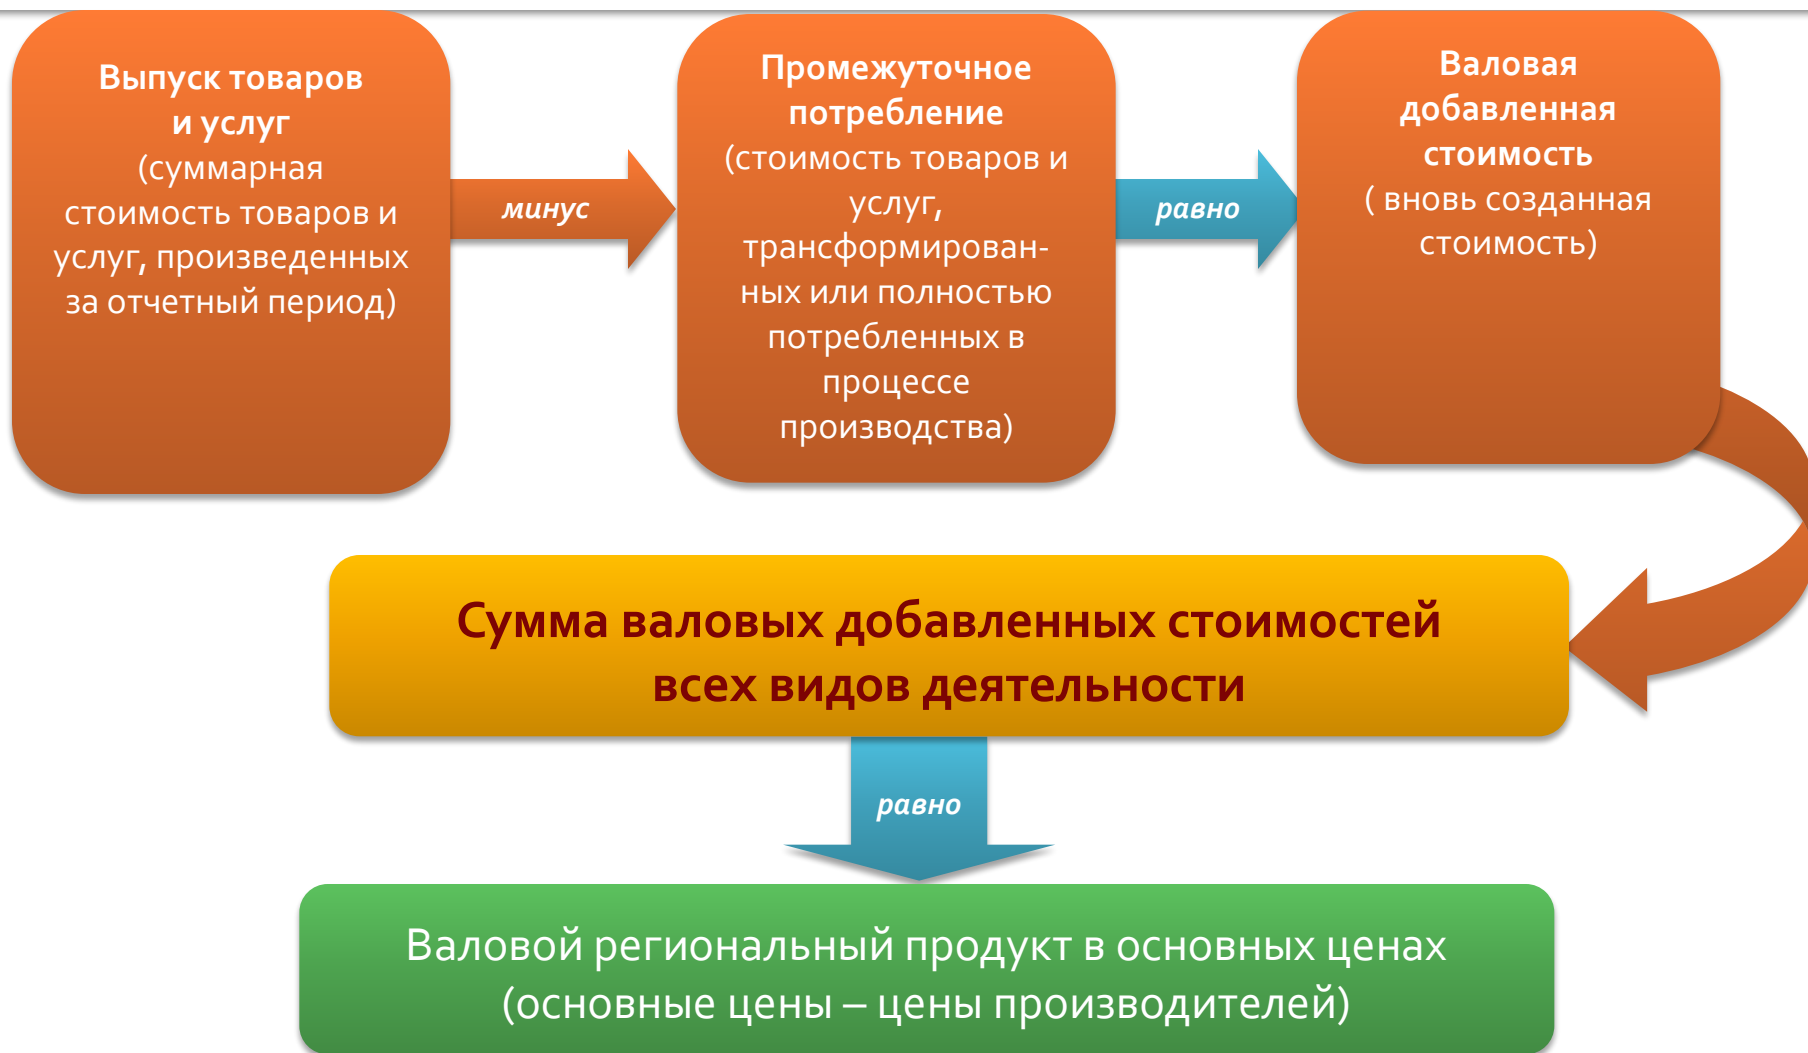 Выпуск товаров
и услуг
(суммарная
стоимость товаров и
услуг, произведенных
за отчетный период)
минус
Промежуточное
потребление
(стоимость товаров и
услуг,
трансформирован-
ных или полностью
потребленных в
процессе
производства)
равно
Валовая
добавленная
стоимость
( вновь созданная
стоимость)
Сумма валовых добавленных стоимостей
всех видов деятельности
равно
Валовой региональный продукт в основных ценах
(основные цены – цены производителей)